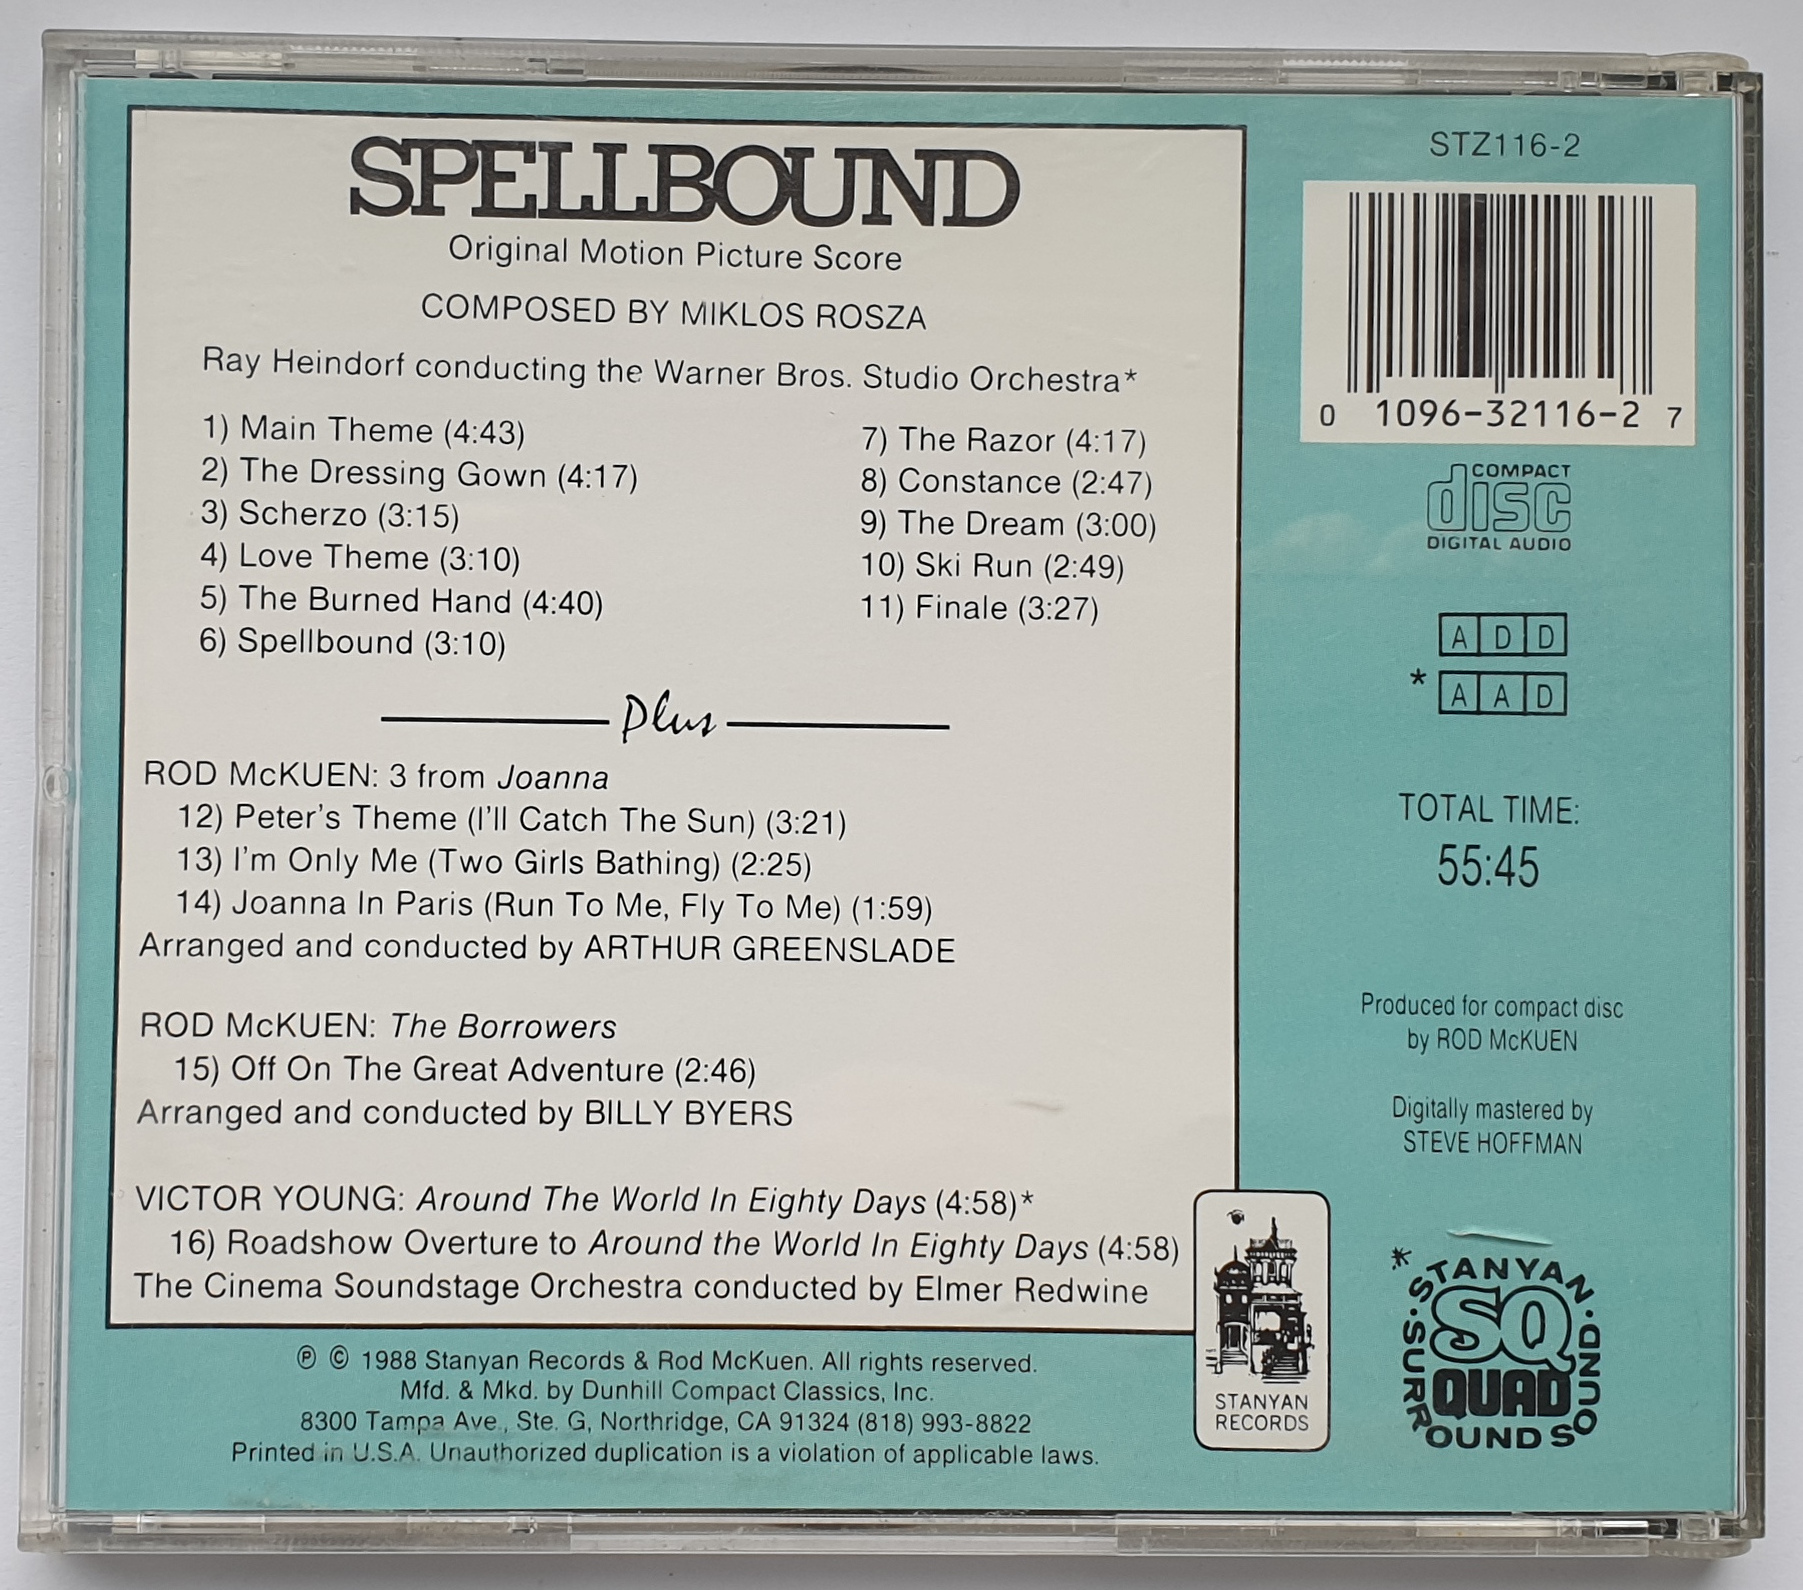 SPELLBOUND
Original Motion Picture Score
COMPOSED BY MIKLOS ROSZA
Ray Heindorf conducting the Warner Bros. Studio Orchestra*
1) Main Theme (4:43)
2) The Dressing Gown (4:17)
3) Scherzo (3:15)
4) Love Theme (3:10)
5) The Burned Hand (4:40)
6) Spellbound (3:10)
7) The Razor (4:17)
8) Constance (2:47)
9) The Dream (3:00)
10) Ski Run (2:49)
11) Finale (3:27)
Plus
ROD McKUEN: 3 from Joanna
12) Peter's Theme (I'll Catch The Sun) (3:21)
13) I'm Only Me (Two Girls Bathing) (2:25)
14) Joanna In Paris (Run To Me, Fly To Me) (1:59)
Arranged and conducted by ARTHUR GREENSLADE
ROD McKUEN: The Borrowers
15) Off On The Great Adventure (2:46)
Arranged and conducted by BILLY BYERS
VICTOR YOUNG: Around The World In Eighty Days (4:58)*
16) Roadshow Overture to Around the World In Eighty Days (4:58)
The Cinema Soundstage Orchestra conducted by Elmer Redwine
℗ © 1988 Stanyan Records & Rod McKuen. All rights reserved.
Mfd. & Mkd. by Dunhill Compact Classics, Inc.
8300 Tampa Ave., Ste. G, Northridge, CA 91324 (818) 993-8822
Printed in U.S.A. Unauthorized duplication is a violation of applicable laws.
STZ116-2
0 1096-32116-2 7
COMPACT
disc
DIGITAL AUDIO
A D D
* A A D
TOTAL TIME:
55:45
Produced for compact disc
by ROD McKUEN
Digitally mastered by
STEVE HOFFMAN
STANYAN
RECORDS
* STANYAN · SURROUND SOUND ·
SQ
QUAD